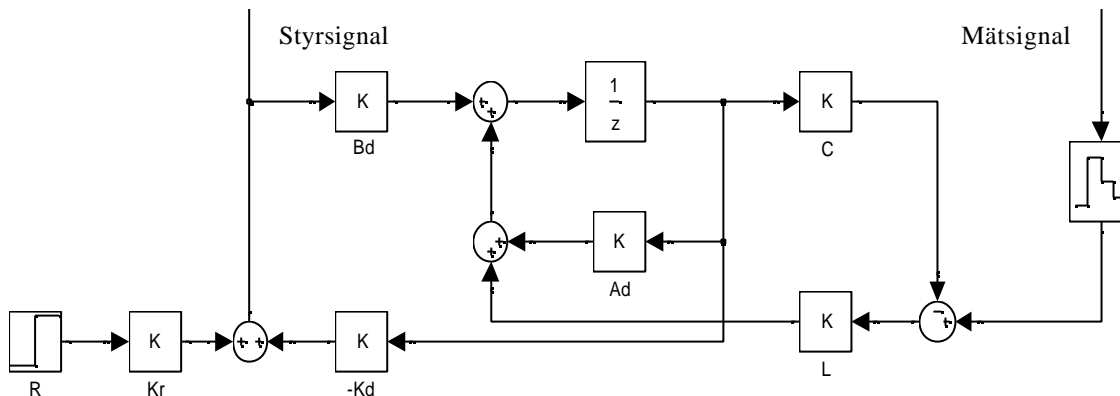 Styrsignal
Mätsignal
K
Bd
+
+
1
z
K
C
+
+
K
Ad
R
K
Kr
+ +
K
-Kd
K
L
-
+